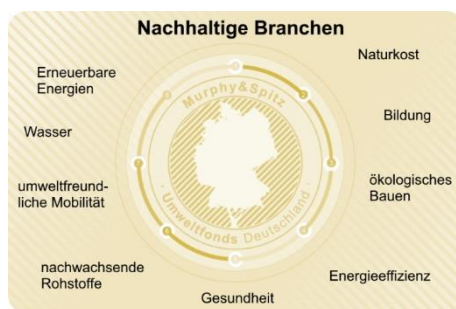 Nachhaltige Branchen
Naturkost
Erneuerbare
Energien
Murphy&Spitz
Bildung
Wasser
umweltfreund-
liche Mobilität
ökologisches
Bauen
Umweltfonds Deutschland
nachwachsende
Rohstoffe
Energieeffizienz
Gesundheit